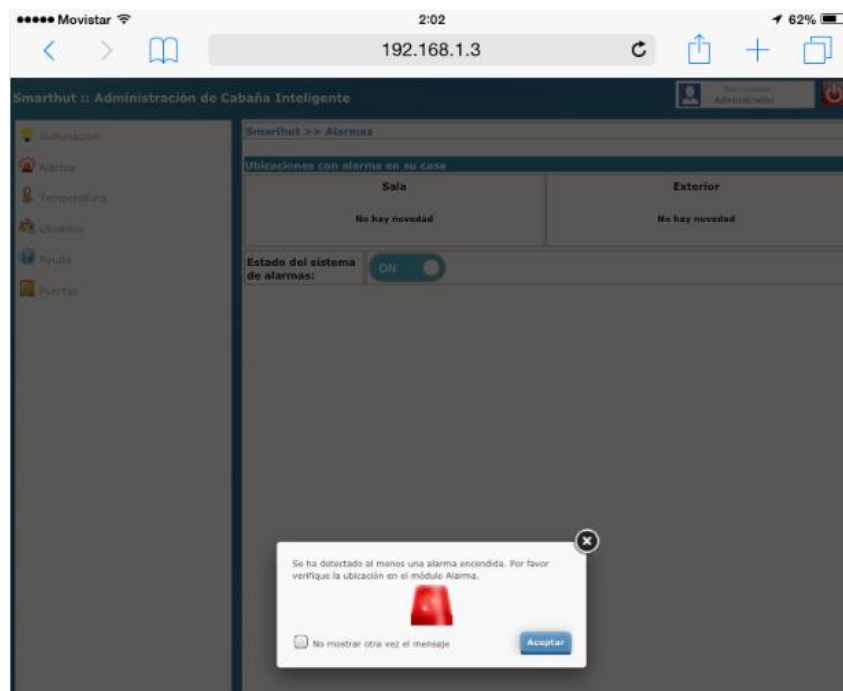 Movistar
2:02
62%
192.168.1.3
Smarthut :: Administración de Cabaña Inteligente
Bienvenido,
Administrador
Iluminacion
Alarma
Temperatura
Usuarios
Ayuda
Puertas
Smarthut >> Alarmas
Ubicaciones con alarma en su casa
Sala
Exterior
No hay novedad
No hay novedad
Estado del sistema
de alarmas:
ON
Se ha detectado al menos una alarma encendida. Por favor
verifique la ubicación en el módulo Alarma.
No mostrar otra vez el mensaje
Aceptar